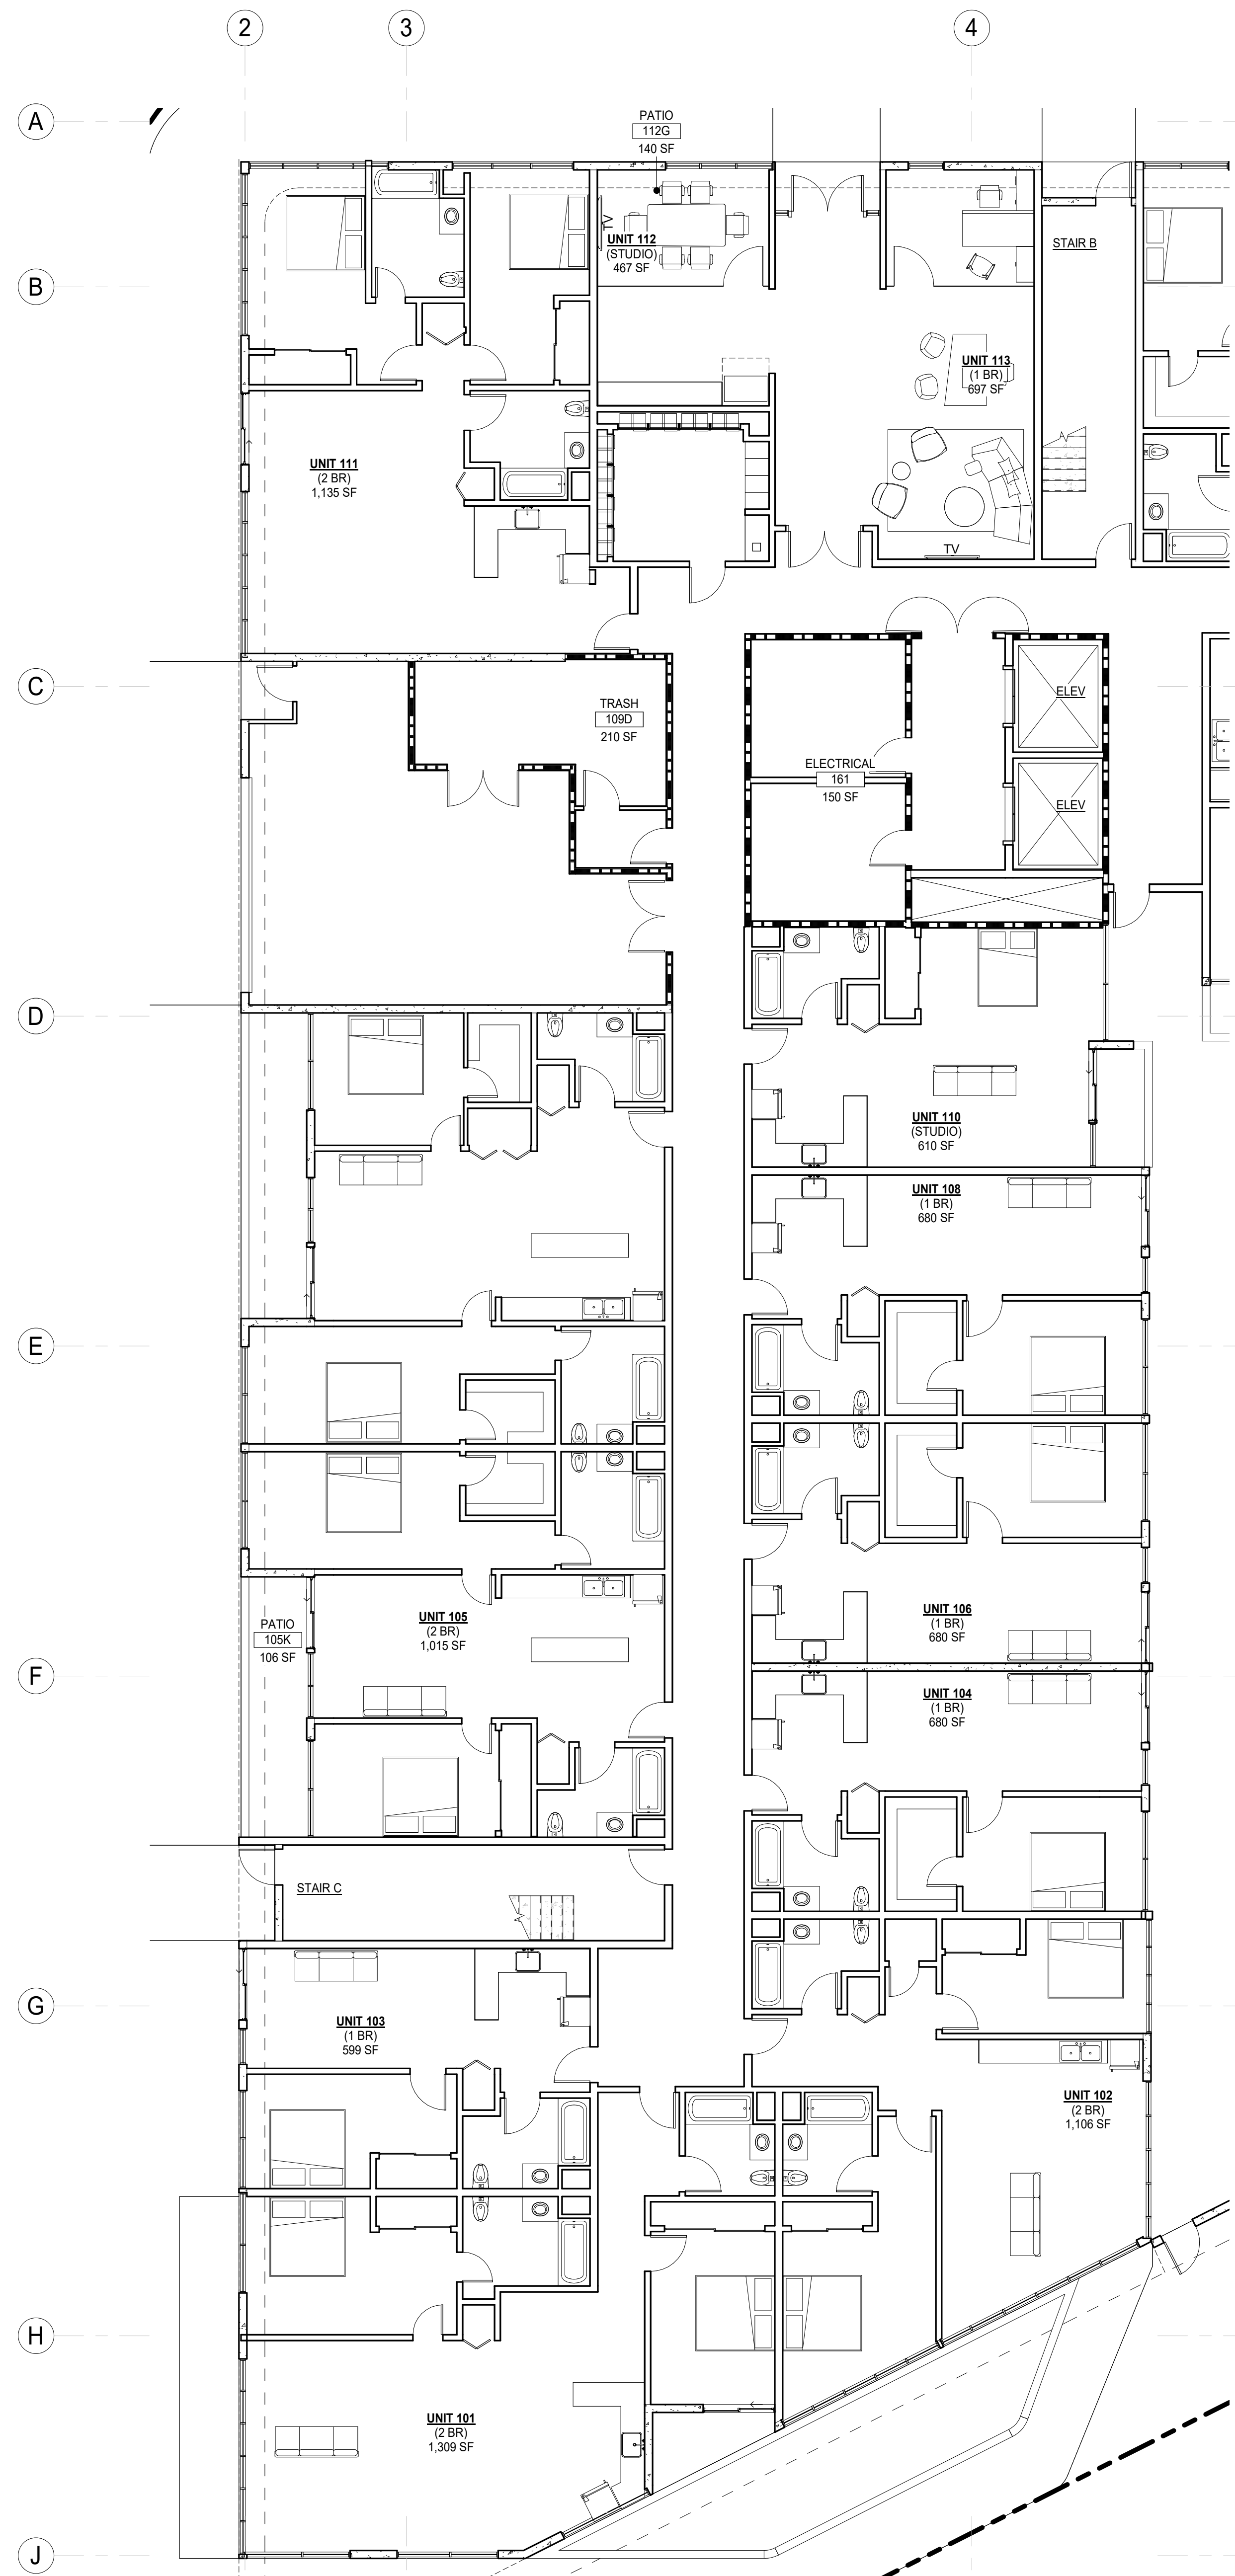 2
3
4
A
PATIO
112G
140 SF
TV
UNIT 112
(STUDIO)
467 SF
STAIR B
B
UNIT 113
(1 BR)
697 SF
UNIT 111
(2 BR)
1,135 SF
TV
C
ELEV
TRASH
109D
210 SF
ELECTRICAL
161
150 SF
ELEV
D
UNIT 110
(STUDIO)
610 SF
UNIT 108
(1 BR)
680 SF
E
UNIT 105
(2 BR)
1,015 SF
PATIO
105K
106 SF
UNIT 106
(1 BR)
680 SF
F
UNIT 104
(1 BR)
680 SF
STAIR C
G
UNIT 103
(1 BR)
599 SF
UNIT 102
(2 BR)
1,106 SF
H
UNIT 101
(2 BR)
1,309 SF
J